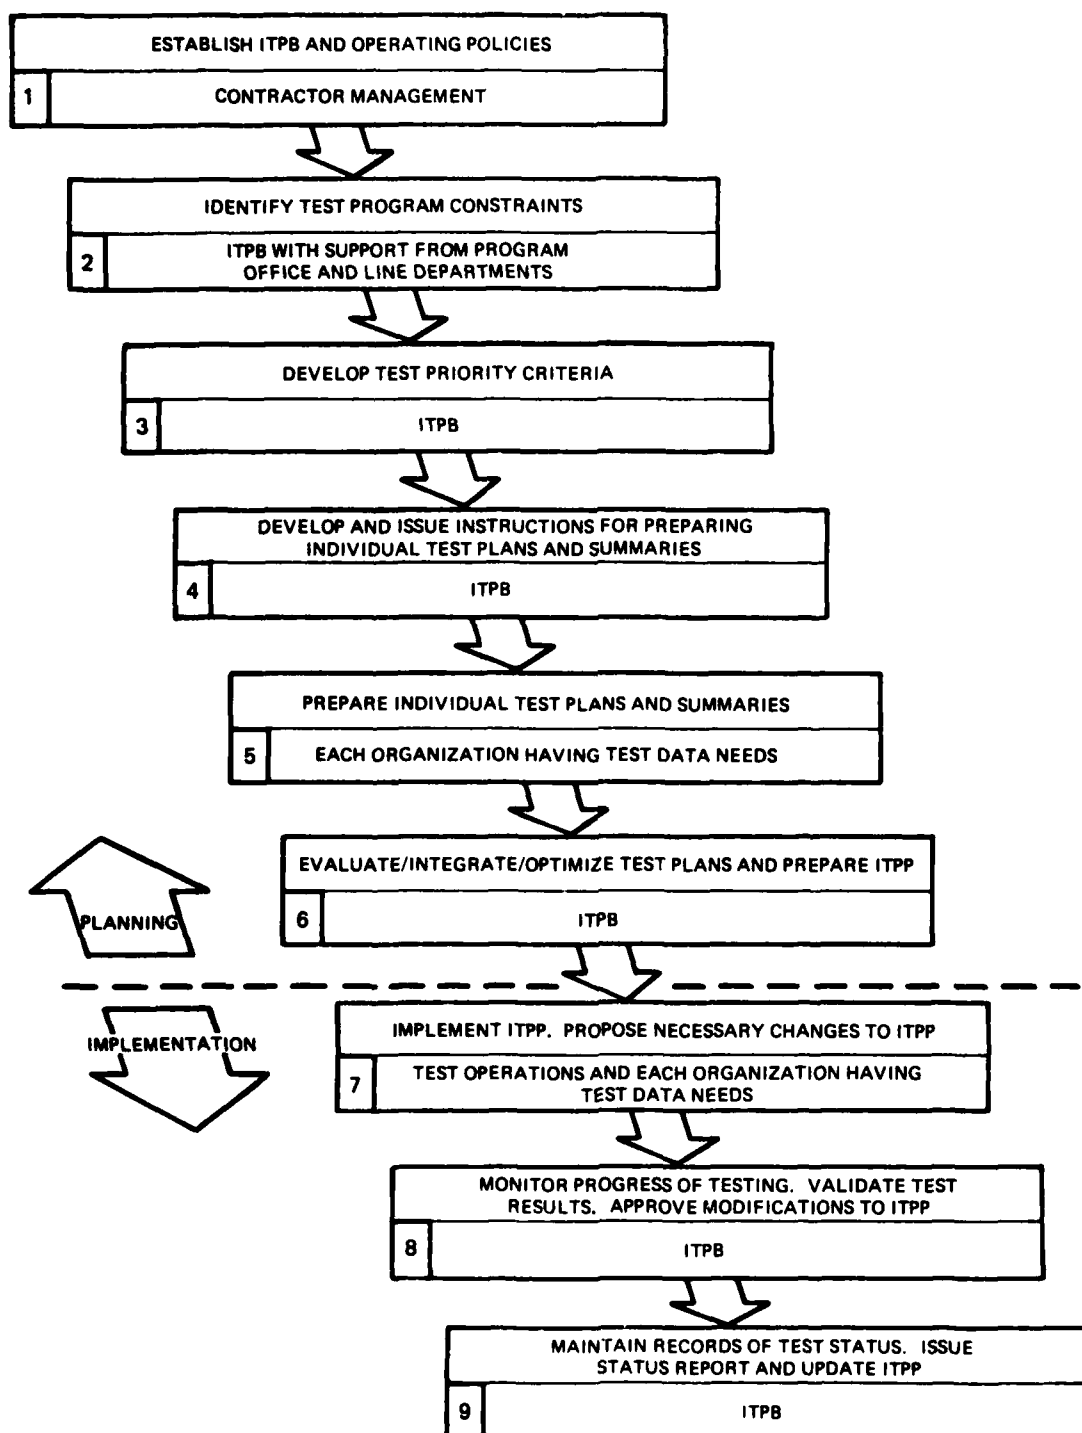 ESTABLISH ITPB AND OPERATING POLICIES
1
CONTRACTOR MANAGEMENT
IDENTIFY TEST PROGRAM CONSTRAINTS
2
ITPB WITH SUPPORT FROM PROGRAM
OFFICE AND LINE DEPARTMENTS
DEVELOP TEST PRIORITY CRITERIA
3
ITPB
DEVELOP AND ISSUE INSTRUCTIONS FOR PREPARING
INDIVIDUAL TEST PLANS AND SUMMARIES
4
ITPB
PREPARE INDIVIDUAL TEST PLANS AND SUMMARIES
5
EACH ORGANIZATION HAVING TEST DATA NEEDS
EVALUATE/INTEGRATE/OPTIMIZE TEST PLANS AND PREPARE ITPP
6
ITPB
PLANNING
IMPLEMENTATION
IMPLEMENT ITPP. PROPOSE NECESSARY CHANGES TO ITPP
7
TEST OPERATIONS AND EACH ORGANIZATION HAVING
TEST DATA NEEDS
MONITOR PROGRESS OF TESTING. VALIDATE TEST
RESULTS. APPROVE MODIFICATIONS TO ITPP
8
ITPB
MAINTAIN RECORDS OF TEST STATUS. ISSUE
STATUS REPORT AND UPDATE ITPP
9
ITPB